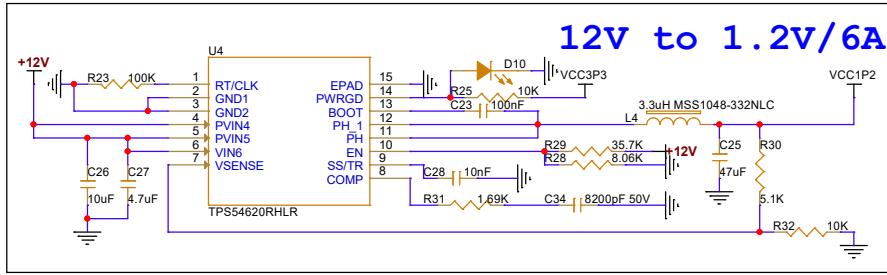 12V to 1.2V/6A
+12V
U4
R23 100K
1 RT/CLK
2 GND1
3 GND2
4 PVIN4
5 PVIN5
6 VIN6
7 VSENSE
EPAD 15
PWRGD 14
BOOT 13
PH_1 12
PH 11
EN 10
SS/TR 9
COMP 8
TPS54620RHLR
C26
10uF
C27
4.7uF
D10
R25
10K
VCC3P3
C23 100nF
L4
3.3uH MSS1048-332NLC
VCC1P2
R29 35.7K
R28 8.06K
+12V
C28 10nF
R31 1.69K
C34 8200pF 50V
C25
47uF
R30
5.1K
R32 10K